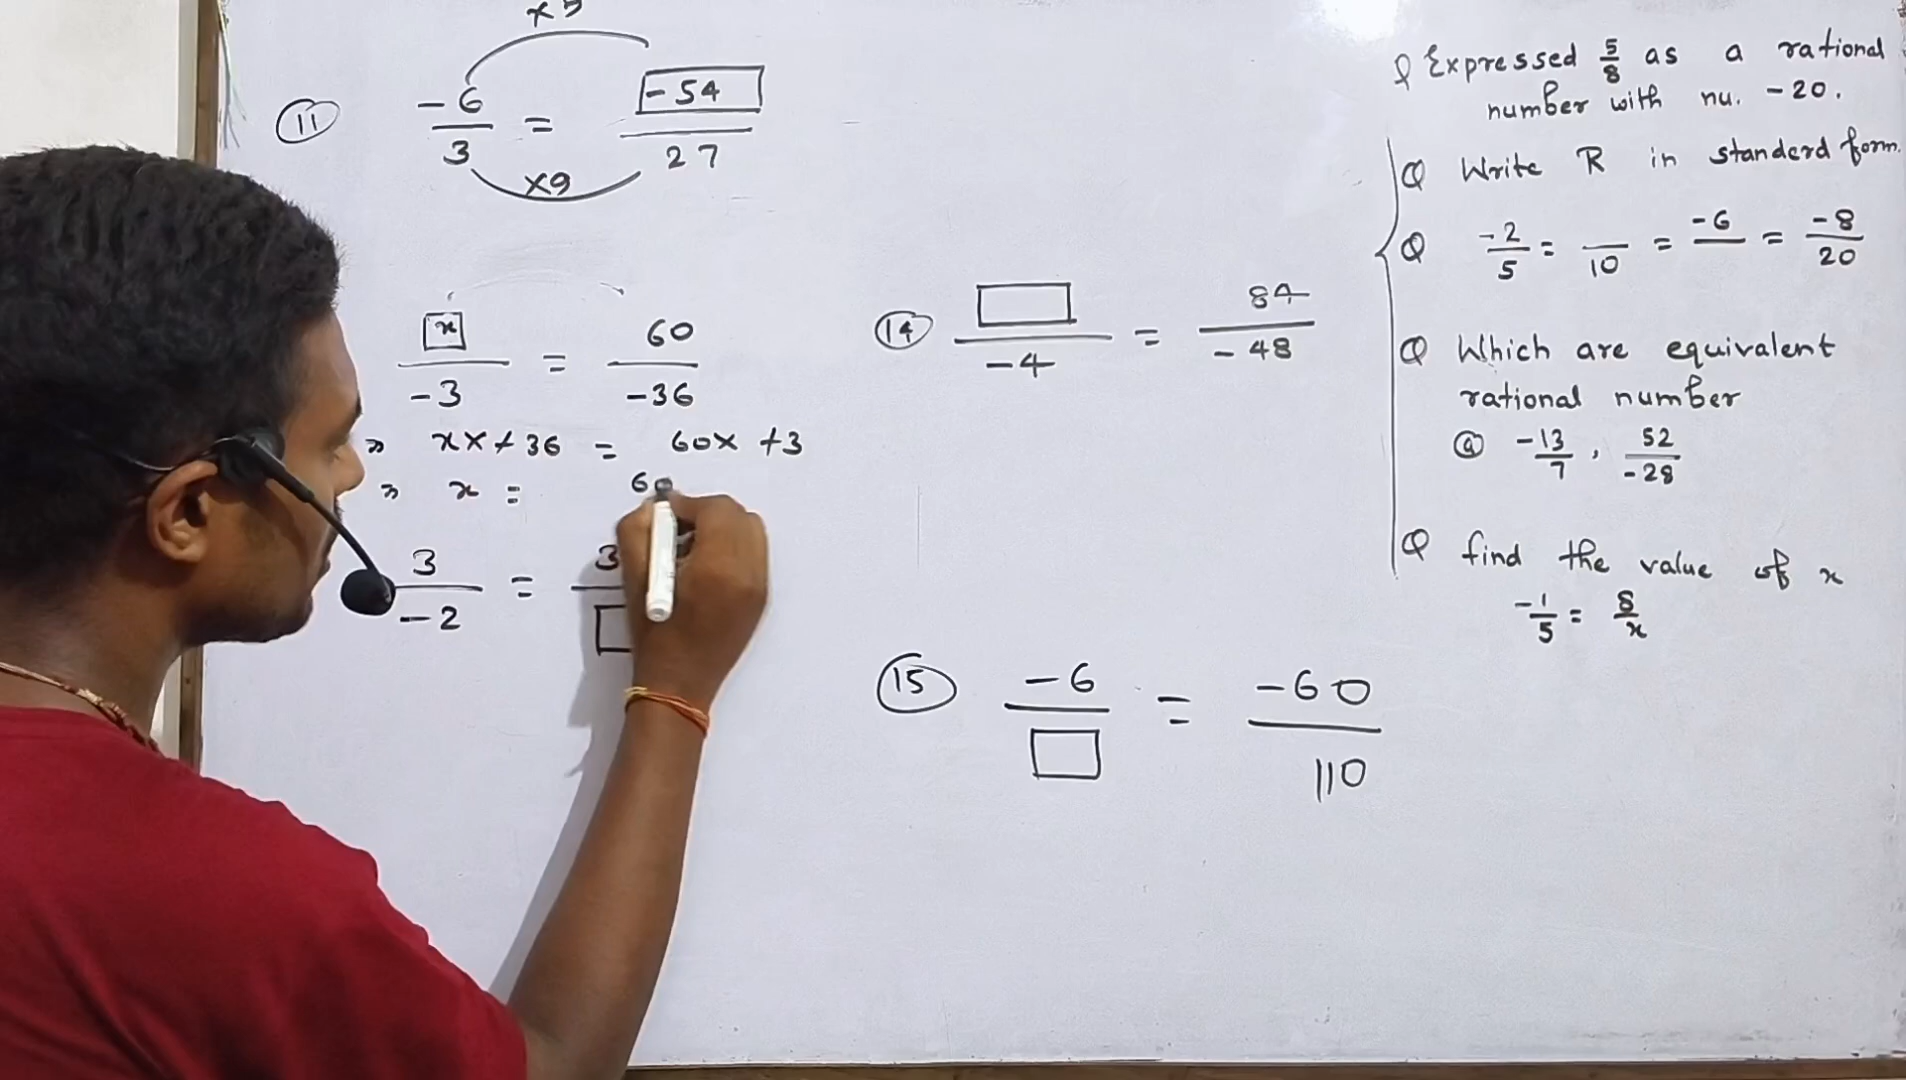 ×9
⑪ -6/3 = -54/27
×9
x/-3 = 60/-36
» x×+36 = 60×+3
» x = 60
3/-2 = 3
⑭ □/-4 = 84/-48
⑮ -6/□ = -60/110
Q Expressed 5/8 as a rational
number with nu. -20.
Q Write R in standerd form.
Q -2/5 = /10 = -6/ = -8/20
Q Which are equivalent
rational number
ⓐ -13/7 , 52/-28
Q find the value of x
-1/5 = 8/x